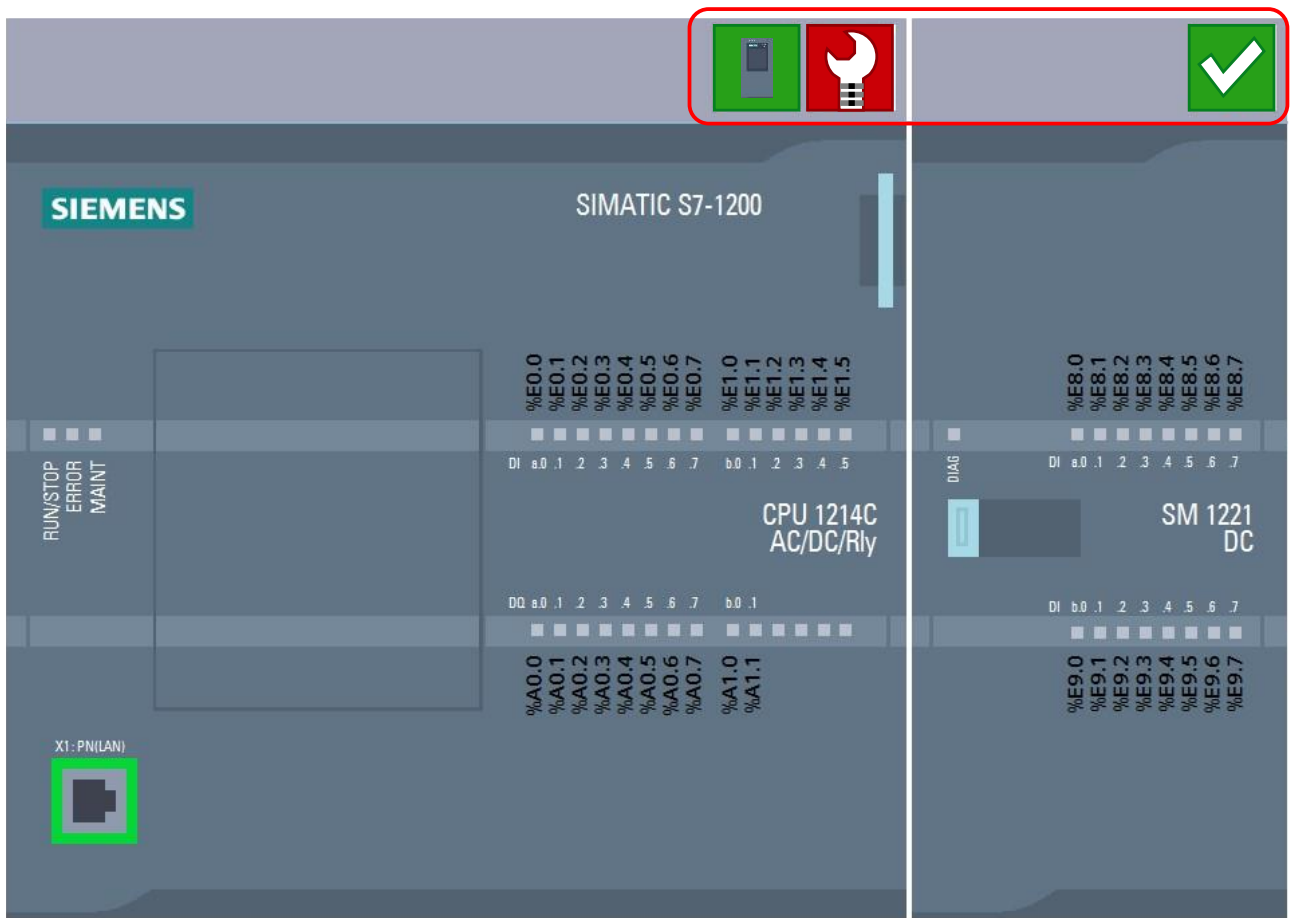 SIEMENS
SIMATIC S7-1200
%E0.0
%E0.1
%E0.2
%E0.3
%E0.4
%E0.5
%E0.6
%E0.7
%E1.0
%E1.1
%E1.2
%E1.3
%E1.4
%E1.5
%E8.0
%E8.1
%E8.2
%E8.3
%E8.4
%E8.5
%E8.6
%E8.7
DI a.0 .1 .2 .3 .4 .5 .6 .7 b.0 .1 .2 .3 .4 .5
DI a.0 .1 .2 .3 .4 .5 .6 .7
RUN/STOP
ERROR
MAINT
DIAG
CPU 1214C
AC/DC/Rly
SM 1221
DC
DQ a.0 .1 .2 .3 .4 .5 .6 .7 b.0 .1
DI b.0 .1 .2 .3 .4 .5 .6 .7
%A0.0
%A0.1
%A0.2
%A0.3
%A0.4
%A0.5
%A0.6
%A0.7
%A1.0
%A1.1
%E9.0
%E9.1
%E9.2
%E9.3
%E9.4
%E9.5
%E9.6
%E9.7
X1: PN(LAN)